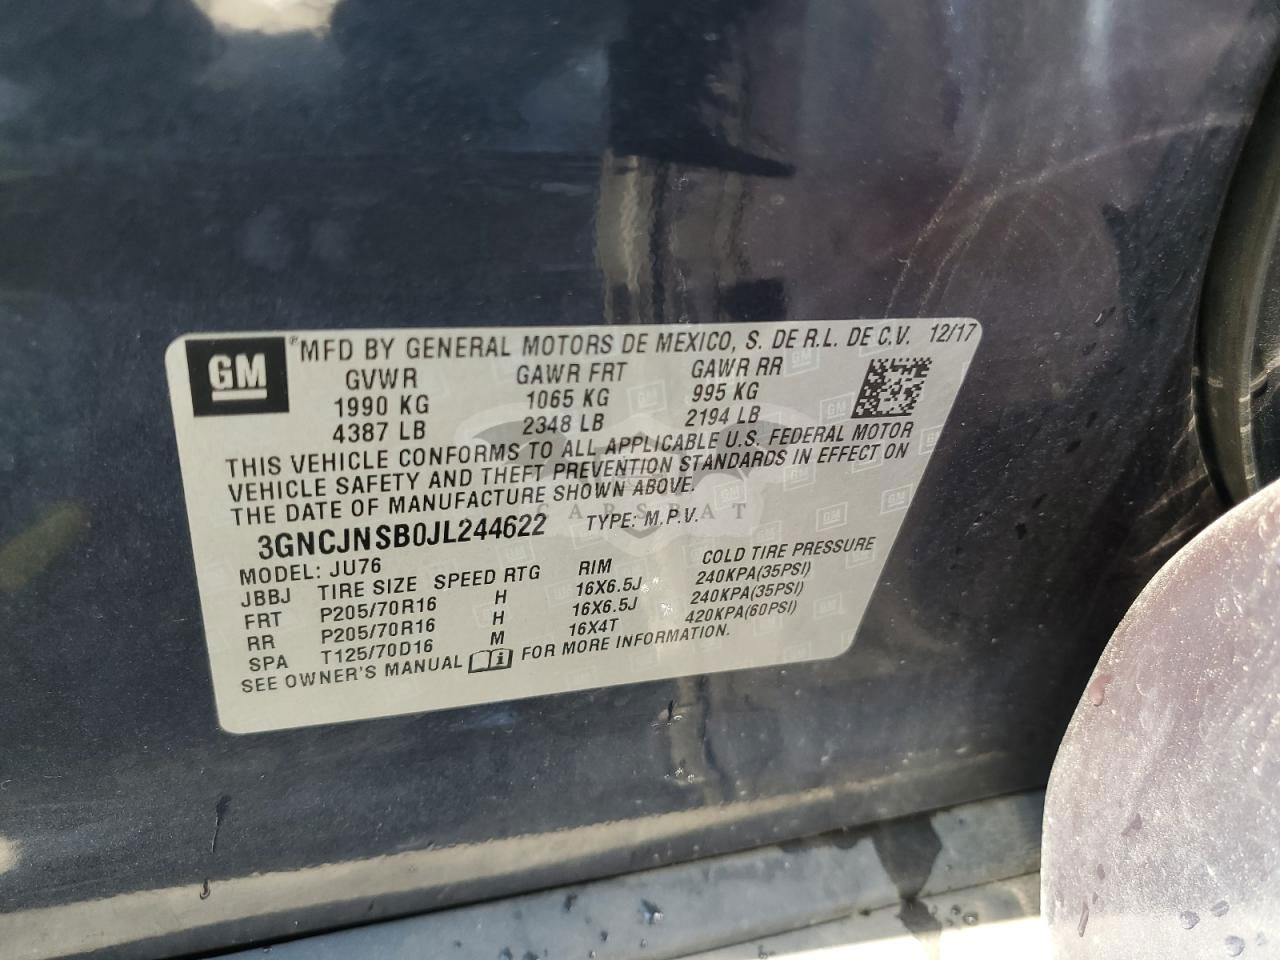 GM
*MFD BY GENERAL MOTORS DE MEXICO, S. DE R.L. DE C.V. 12/17
GVWR GAWR FRT GAWR RR
1990 KG 1065 KG 995 KG
4387 LB 2348 LB 2194 LB
THIS VEHICLE CONFORMS TO ALL APPLICABLE U.S. FEDERAL MOTOR
VEHICLE SAFETY AND THEFT PREVENTION STANDARDS IN EFFECT ON
THE DATE OF MANUFACTURE SHOWN ABOVE.
CARSBAT
3GNCJNSB0JL244622 TYPE: M.P.V.
MODEL: JU76
JBBJ TIRE SIZE SPEED RTG RIM COLD TIRE PRESSURE
FRT P205/70R16 H 16X6.5J 240KPA(35PSI)
RR P205/70R16 H 16X6.5J 240KPA(35PSI)
SPA T125/70D16 M 16X4T 420KPA(60PSI)
SEE OWNER'S MANUAL FOR MORE INFORMATION.